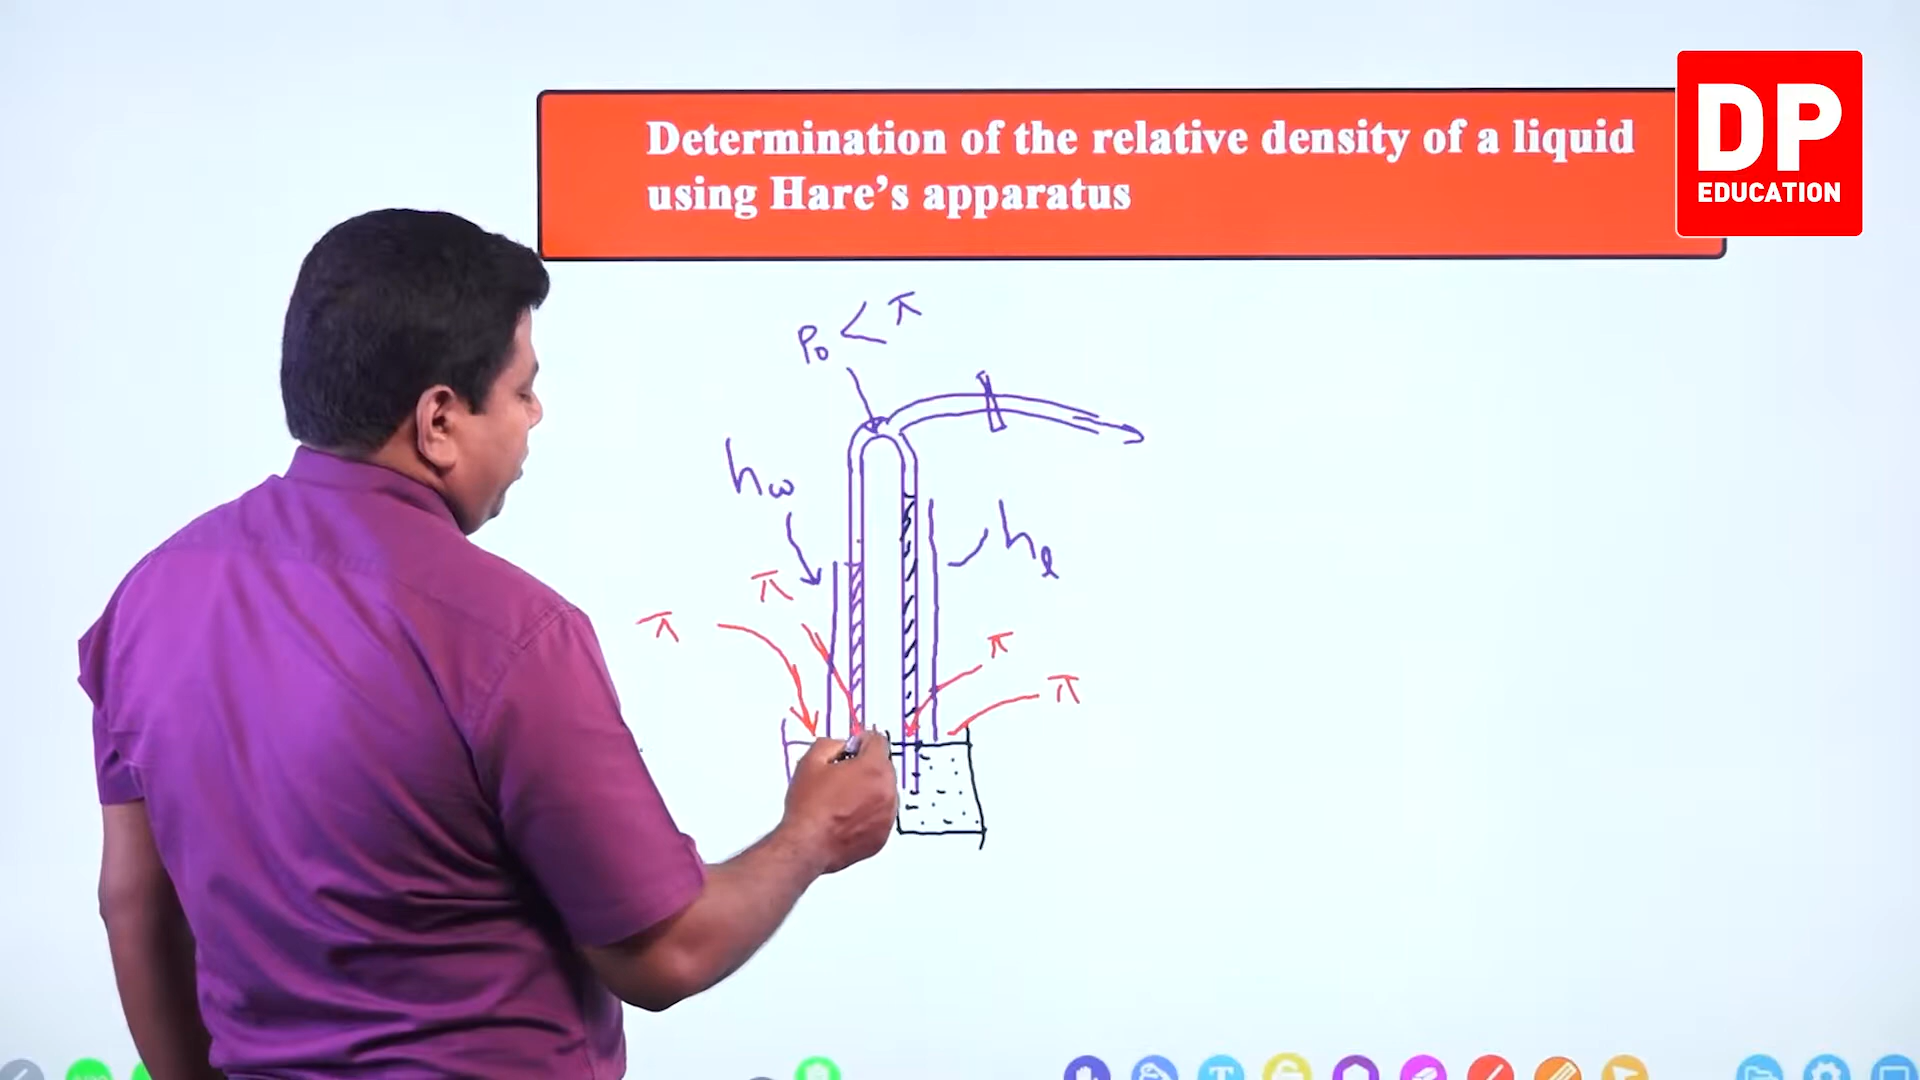 Determination of the relative density of a liquid
using Hare's apparatus
DP
EDUCATION
P₀ < π
h_w
h_l
π
π
π
π